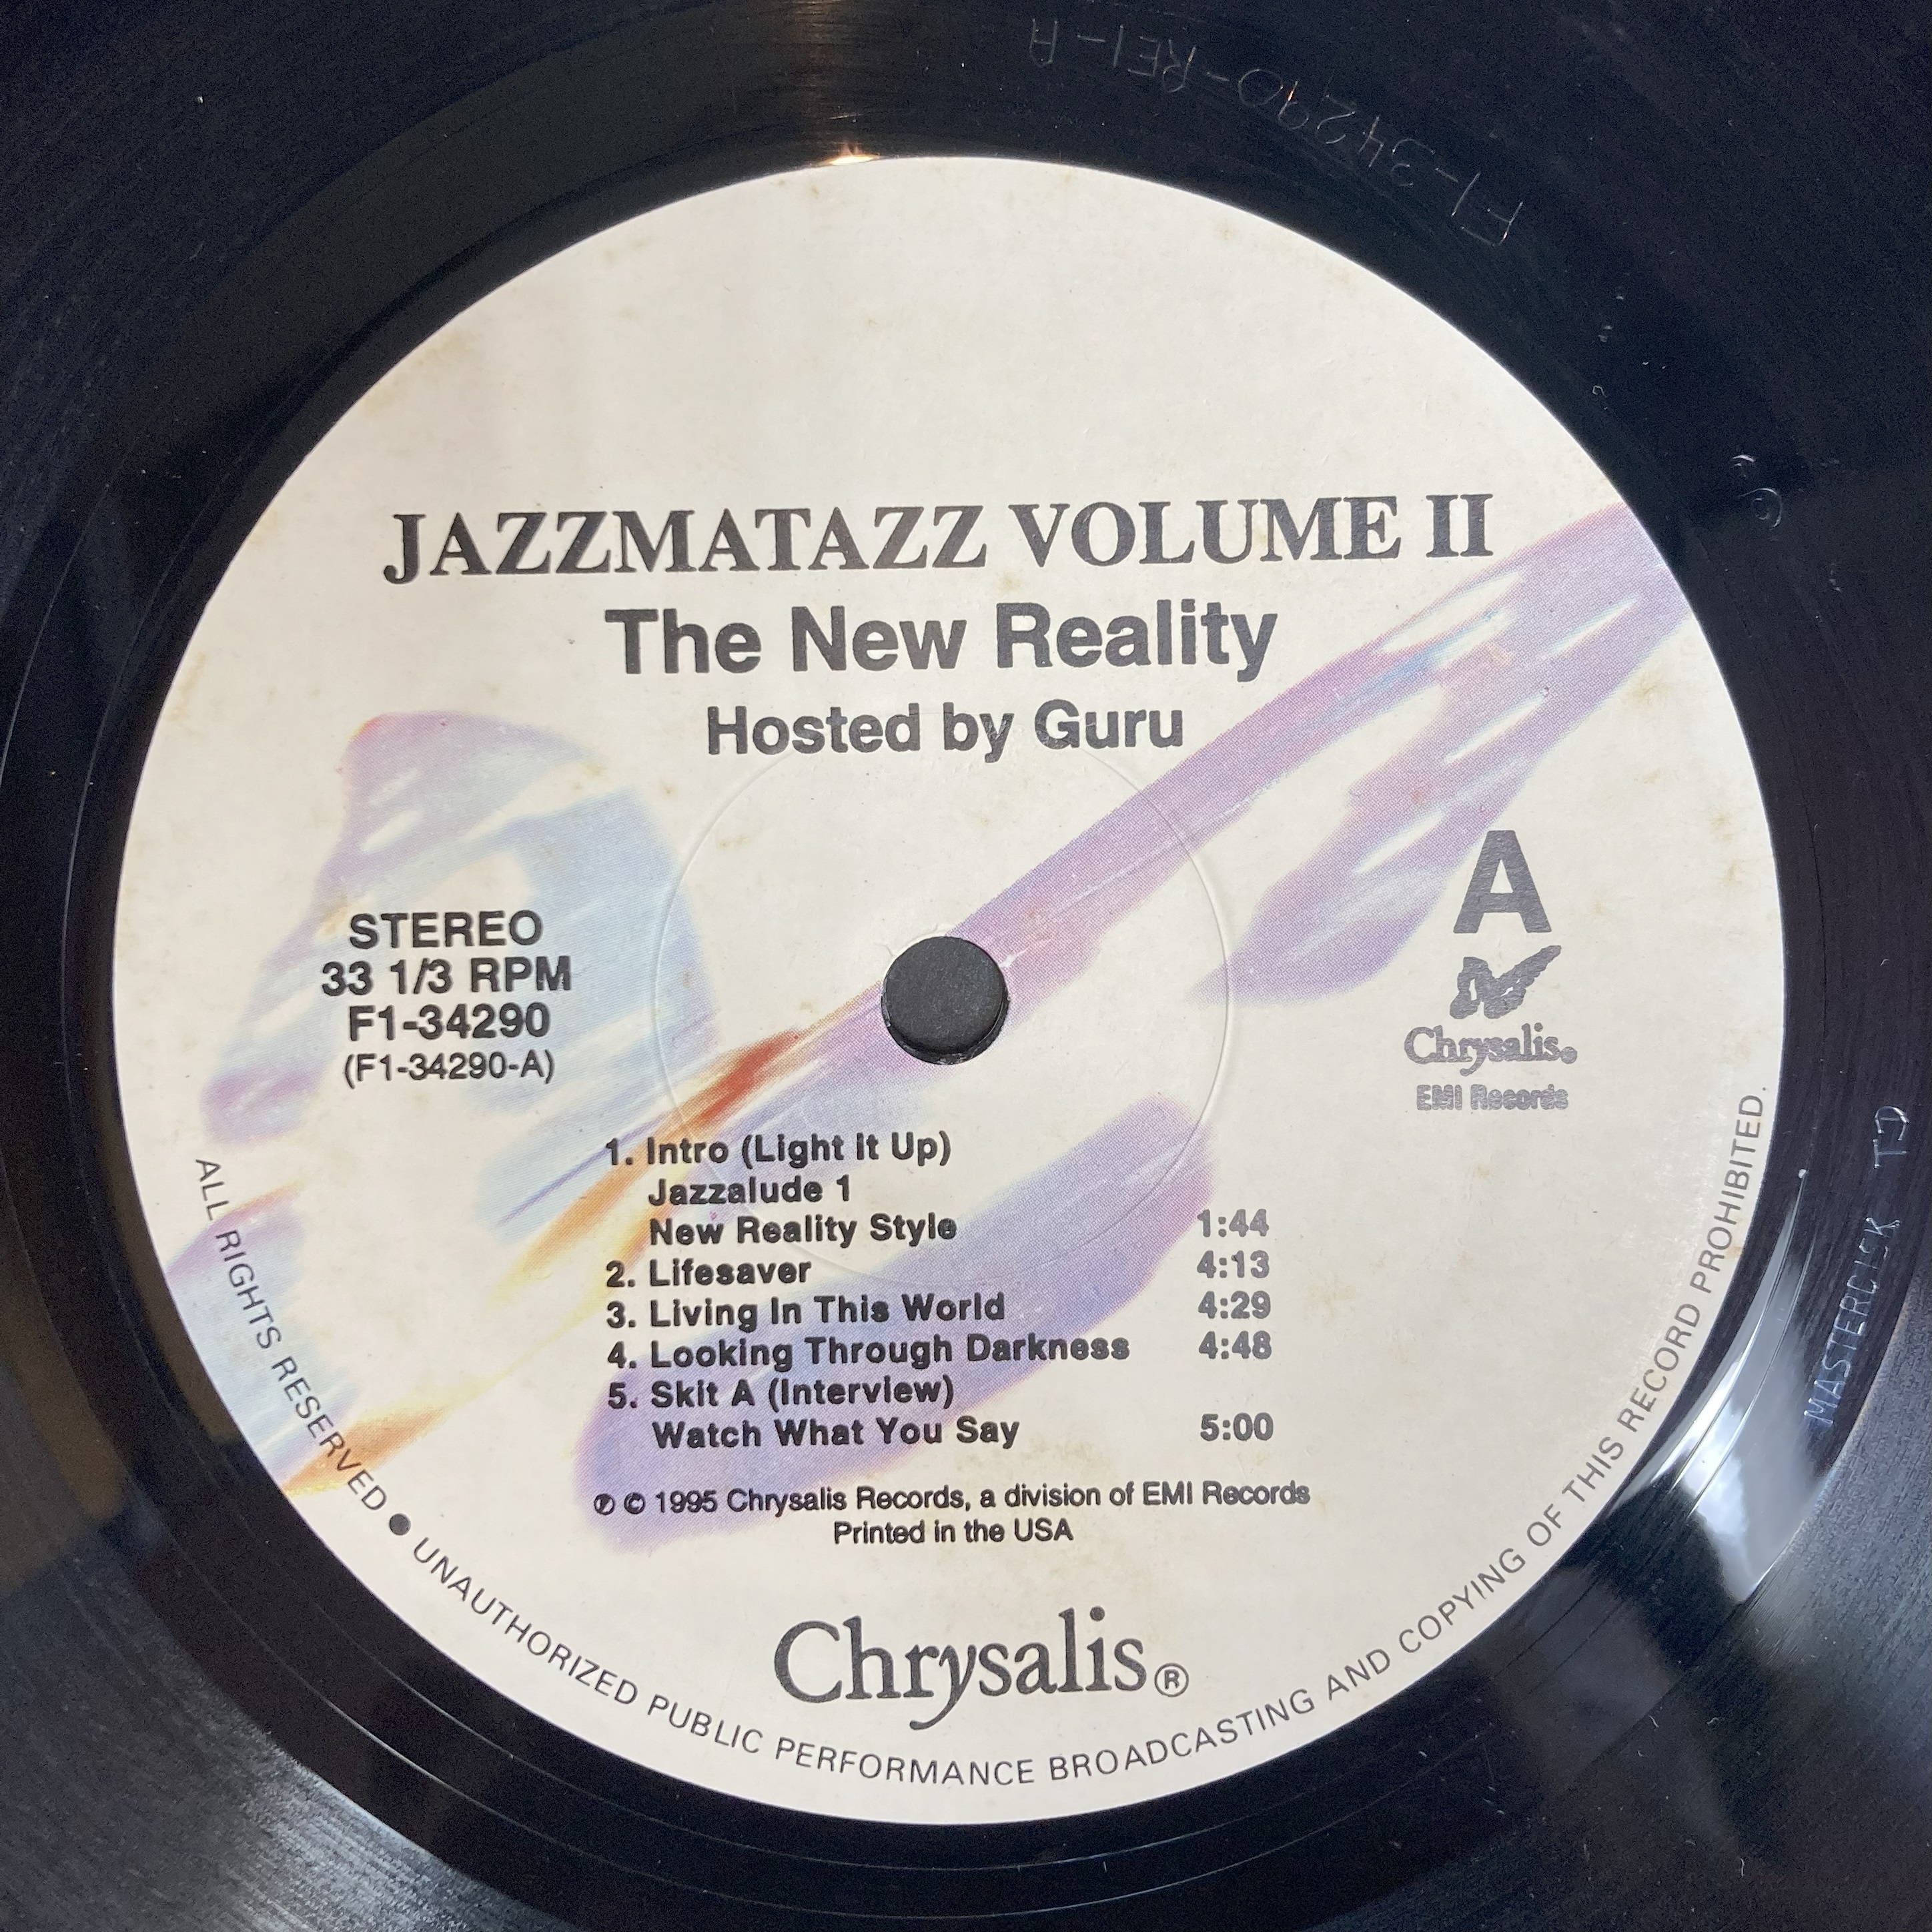 F1-34290-RE1-A
JAZZMATAZZ VOLUME II
The New Reality
Hosted by Guru
STEREO
33 1/3 RPM
F1-34290
(F1-34290-A)
A
Chrysalis®
EMI Records
1. Intro (Light It Up)
Jazzalude 1
New Reality Style 1:44
2. Lifesaver 4:13
3. Living In This World 4:29
4. Looking Through Darkness 4:48
5. Skit A (Interview)
Watch What You Say 5:00
℗ © 1995 Chrysalis Records, a division of EMI Records
Printed in the USA
Chrysalis®
ALL RIGHTS RESERVED ● UNAUTHORIZED PUBLIC PERFORMANCE BROADCASTING AND COPYING OF THIS RECORD PROHIBITED.
MASTERDISK TD